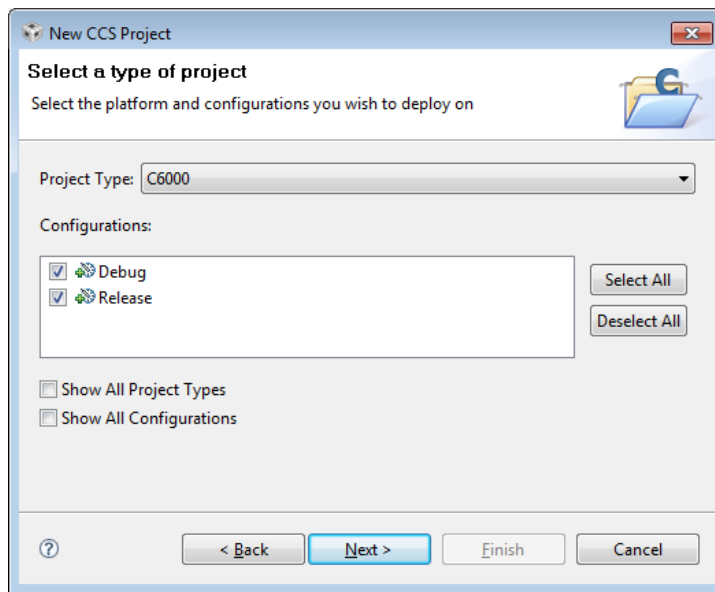 New CCS Project
Select a type of project
Select the platform and configurations you wish to deploy on
Project Type: C6000
Configurations:
Debug
Release
Select All
Deselect All
Show All Project Types
Show All Configurations
? < Back Next > Finish Cancel